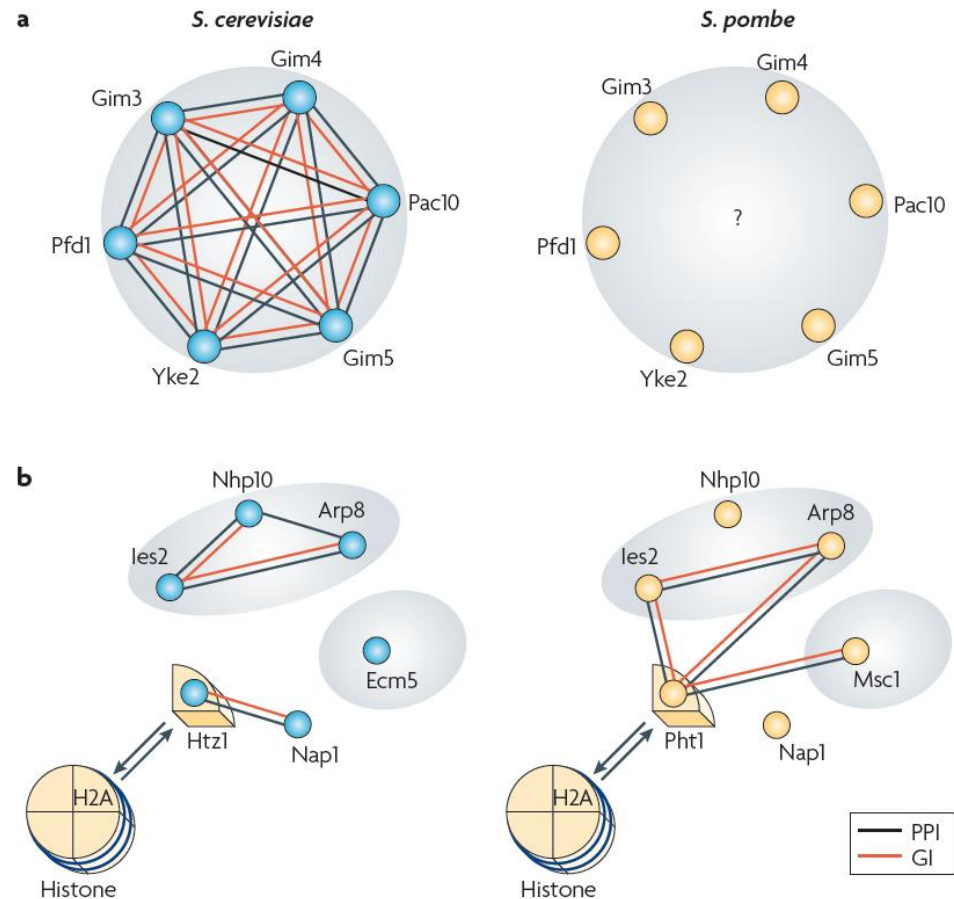 a
S. cerevisiae
S. pombe
Gim4
Gim3
Pac10
Pfd1
Gim5
Yke2
Gim4
Gim3
Pac10
?
Pfd1
Gim5
Yke2
b
Nhp10
Arp8
Ies2
Ecm5
Htz1
Nap1
H2A
Histone
Nhp10
Arp8
Ies2
Msc1
Pht1
Nap1
H2A
Histone
PPI
GI